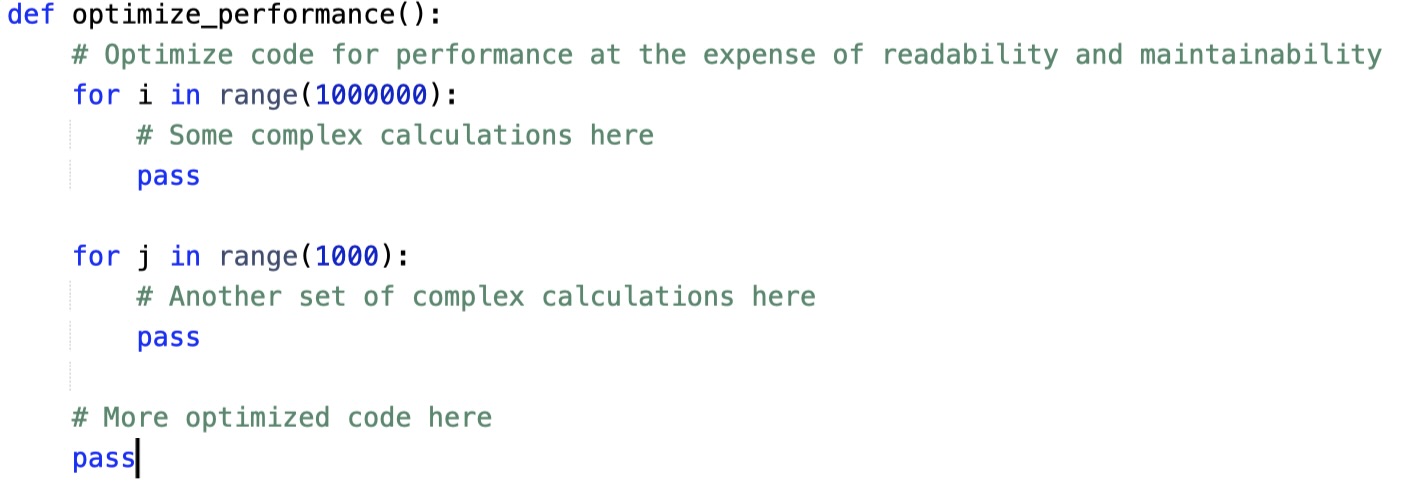 def optimize_performance():
    # Optimize code for performance at the expense of readability and maintainability
    for i in range(1000000):
        # Some complex calculations here
        pass

    for j in range(1000):
        # Another set of complex calculations here
        pass

    # More optimized code here
    pass